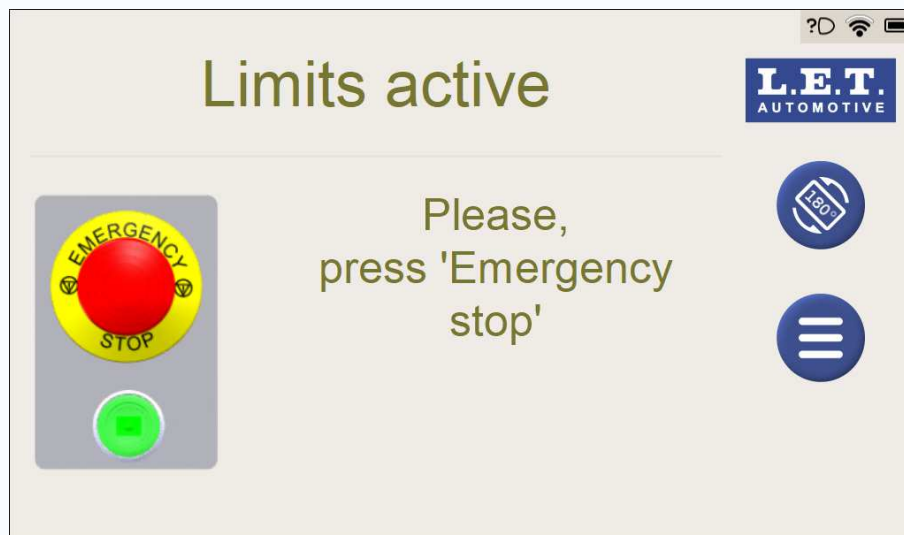 ?
Limits active
L.E.T.
AUTOMOTIVE
180°
Please,
press 'Emergency
stop'
EMERGENCY
STOP